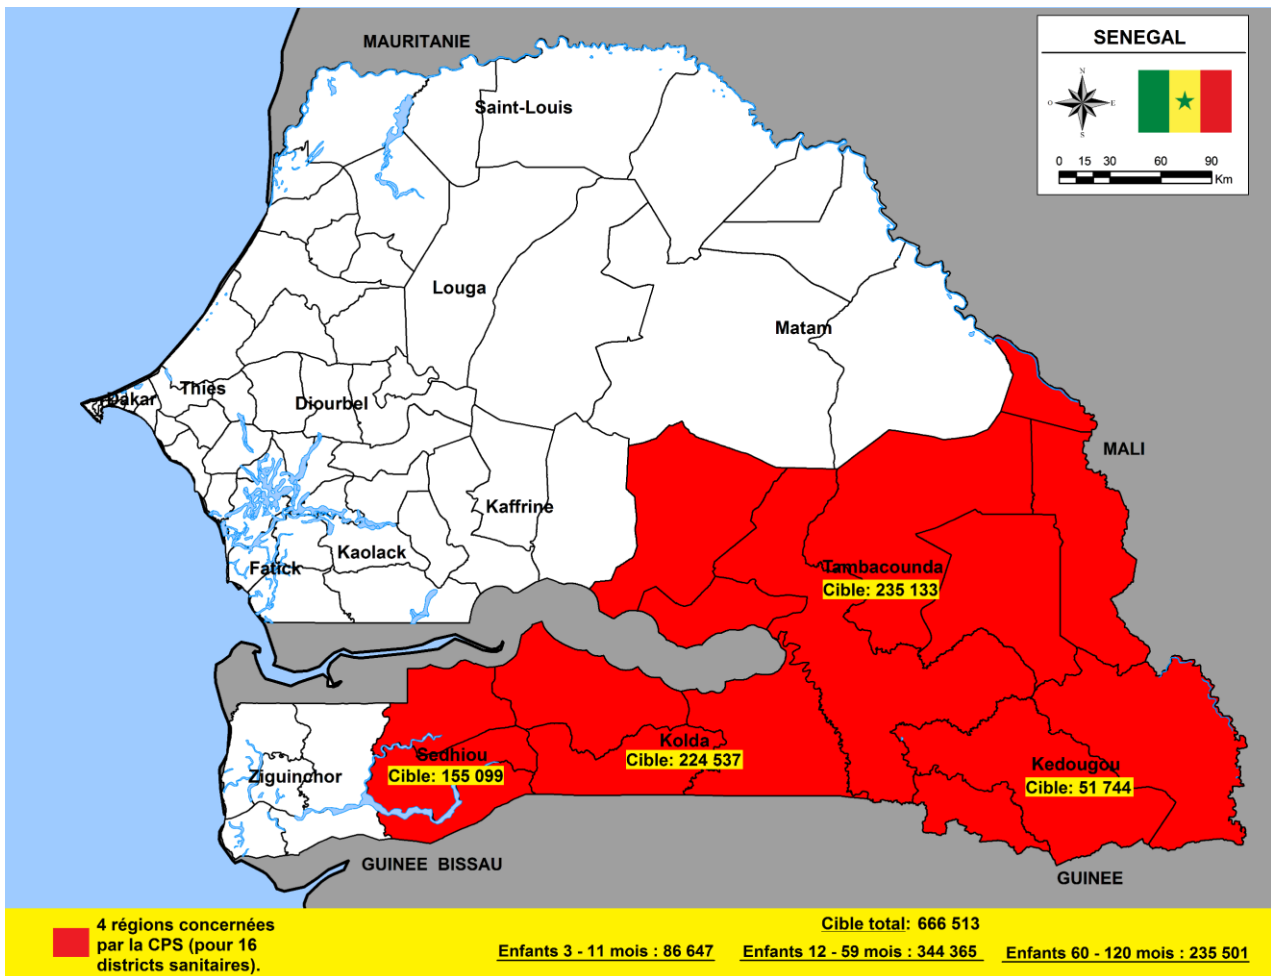 MAURITANIE
SENEGAL
N
O
E
S
0 15 30 60 90
Km
Saint-Louis
Louga
Matam
Thies
Dakar
Diourbel
MALI
Kaffrine
Kaolack
Fatick
Tambacounda
Cible: 235 133
Sedhiou
Cible: 155 099
Kolda
Cible: 224 537
Ziguinchor
Kedougou
Cible: 51 744
GUINEE BISSAU
GUINEE
4 régions concernées
par la CPS (pour 16
districts sanitaires).
Cible total: 666 513
Enfants 3 - 11 mois : 86 647 Enfants 12 - 59 mois : 344 365 Enfants 60 - 120 mois : 235 501